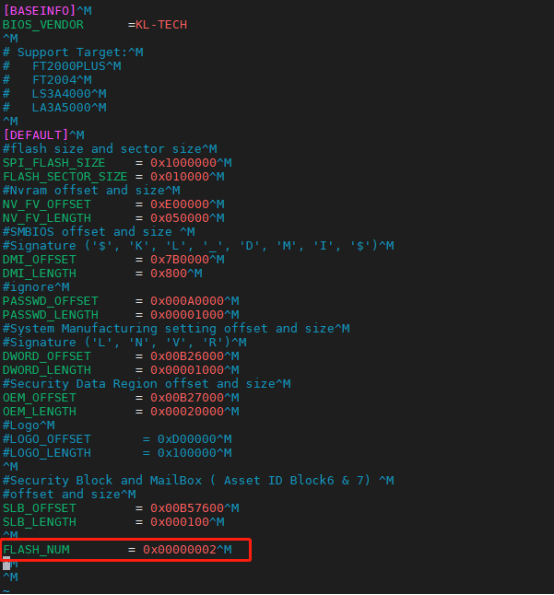 [BASEINFO]^M
BIOS_VENDOR      =KL-TECH
^M
# Support Target:^M
#   FT2000PLUS^M
#   FT2004^M
#   LS3A4000^M
#   LA3A5000^M
^M
[DEFAULT]^M
#flash size and sector size^M
SPI_FLASH_SIZE    = 0x1000000^M
FLASH_SECTOR_SIZE = 0x010000^M
#Nvram offset and size^M
NV_FV_OFFSET      = 0xE00000^M
NV_FV_LENGTH      = 0x050000^M
#SMBIOS offset and size ^M
#Signature ('$', 'K', 'L', '_', 'D', 'M', 'I', '$')^M
DMI_OFFSET        = 0x7B0000^M
DMI_LENGTH        = 0x800^M
#ignore^M
PASSWD_OFFSET     = 0x000A0000^M
PASSWD_LENGTH     = 0x00001000^M
#System Manufacturing setting offset and size^M
#Signature ('L', 'N', 'V', 'R')^M
DWORD_OFFSET      = 0x00B26000^M
DWORD_LENGTH      = 0x00001000^M
#Security Data Region offset and size^M
OEM_OFFSET        = 0x00B27000^M
OEM_LENGTH        = 0x00020000^M
#Logo^M
#LOGO_OFFSET       = 0xD00000^M
#LOGO_LENGTH       = 0x100000^M
^M
#Security Block and MailBox ( Asset ID Block6 & 7) ^M
#offset and size^M
SLB_OFFSET        = 0x00B57600^M
SLB_LENGTH        = 0x000100^M
^M
FLASH_NUM        = 0x00000002^M
^M
^M
~